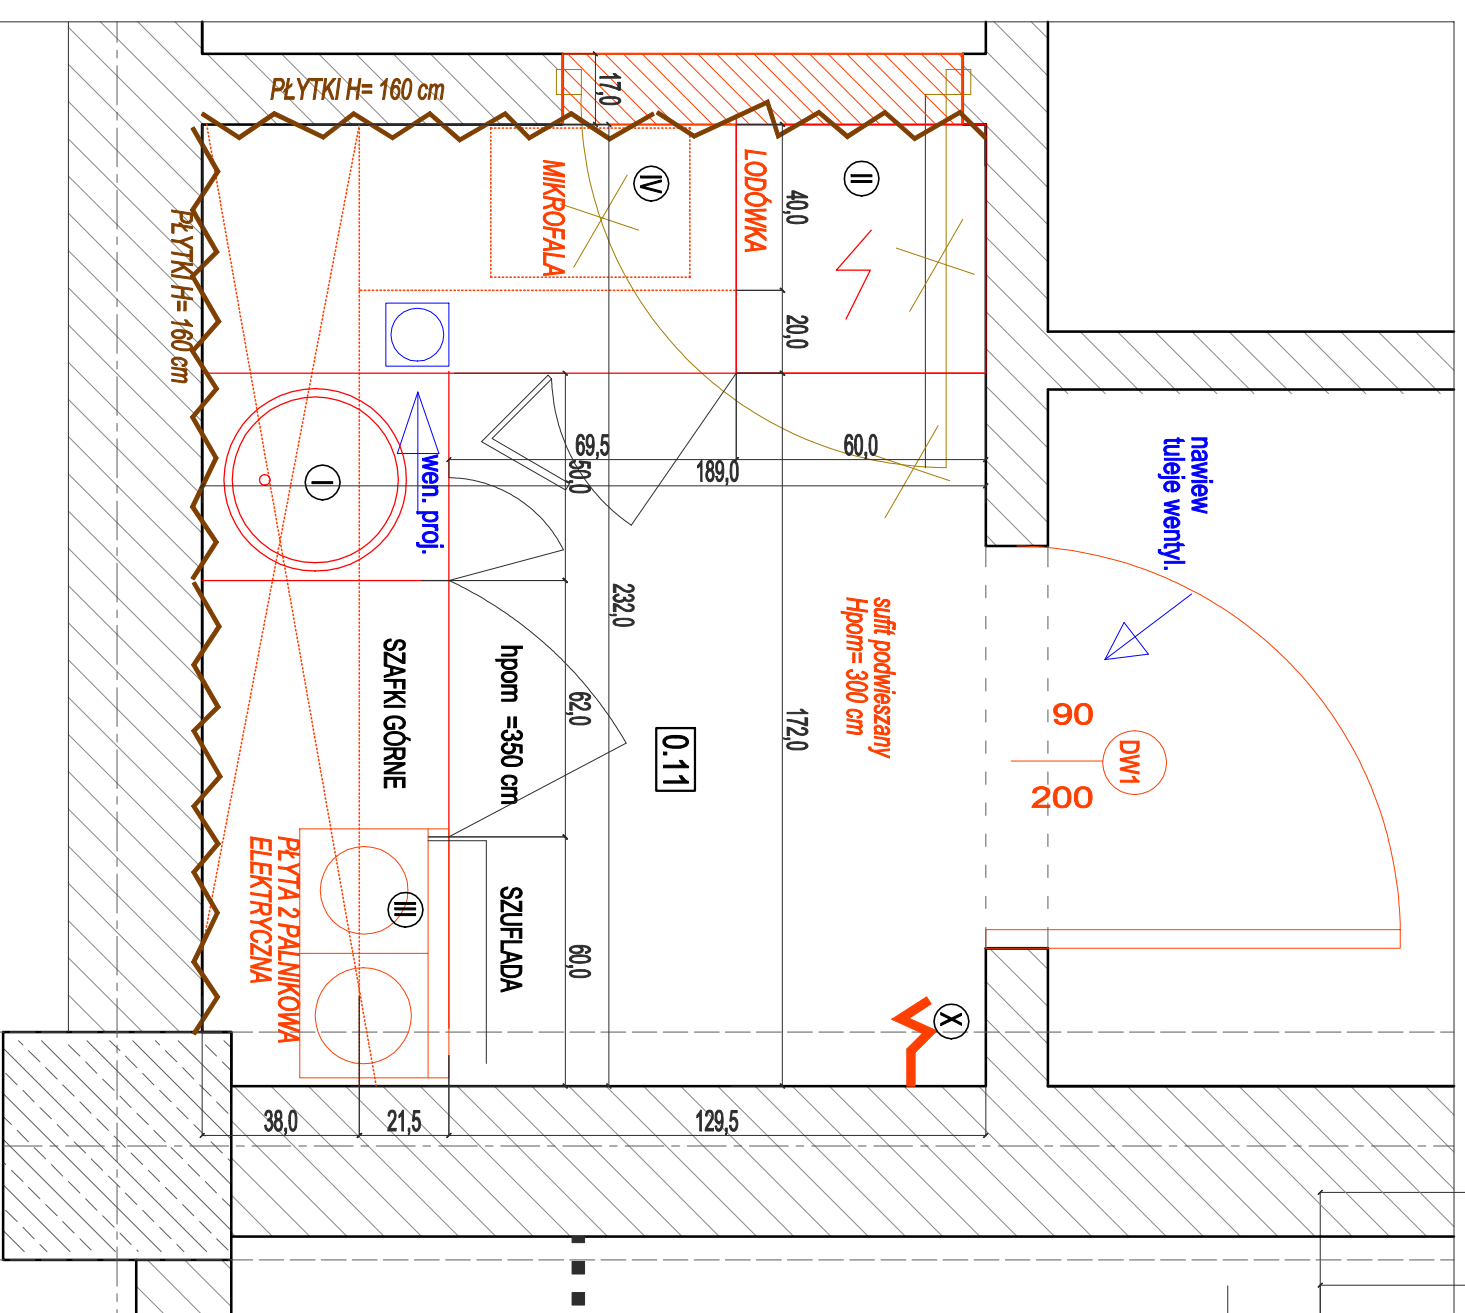 PŁYTKI H= 160 cm
17,0
PŁYTKI H= 160 cm
MIKROFALA
IV
LODÓWKA
II
40,0
20,0
69,5
50,0
189,0
60,0
I
wen. proj.
nawiew
tuleje wentyl.
232,0
sufit podwieszany
Hpom= 300 cm
SZAFKI GÓRNE
hpom =350 cm
62,0
0.11
172,0
90
DW1
200
PŁYTA 2 PALNIKOWA
ELEKTRYCZNA
III
SZUFLADA
60,0
X
38,0
21,5
129,5